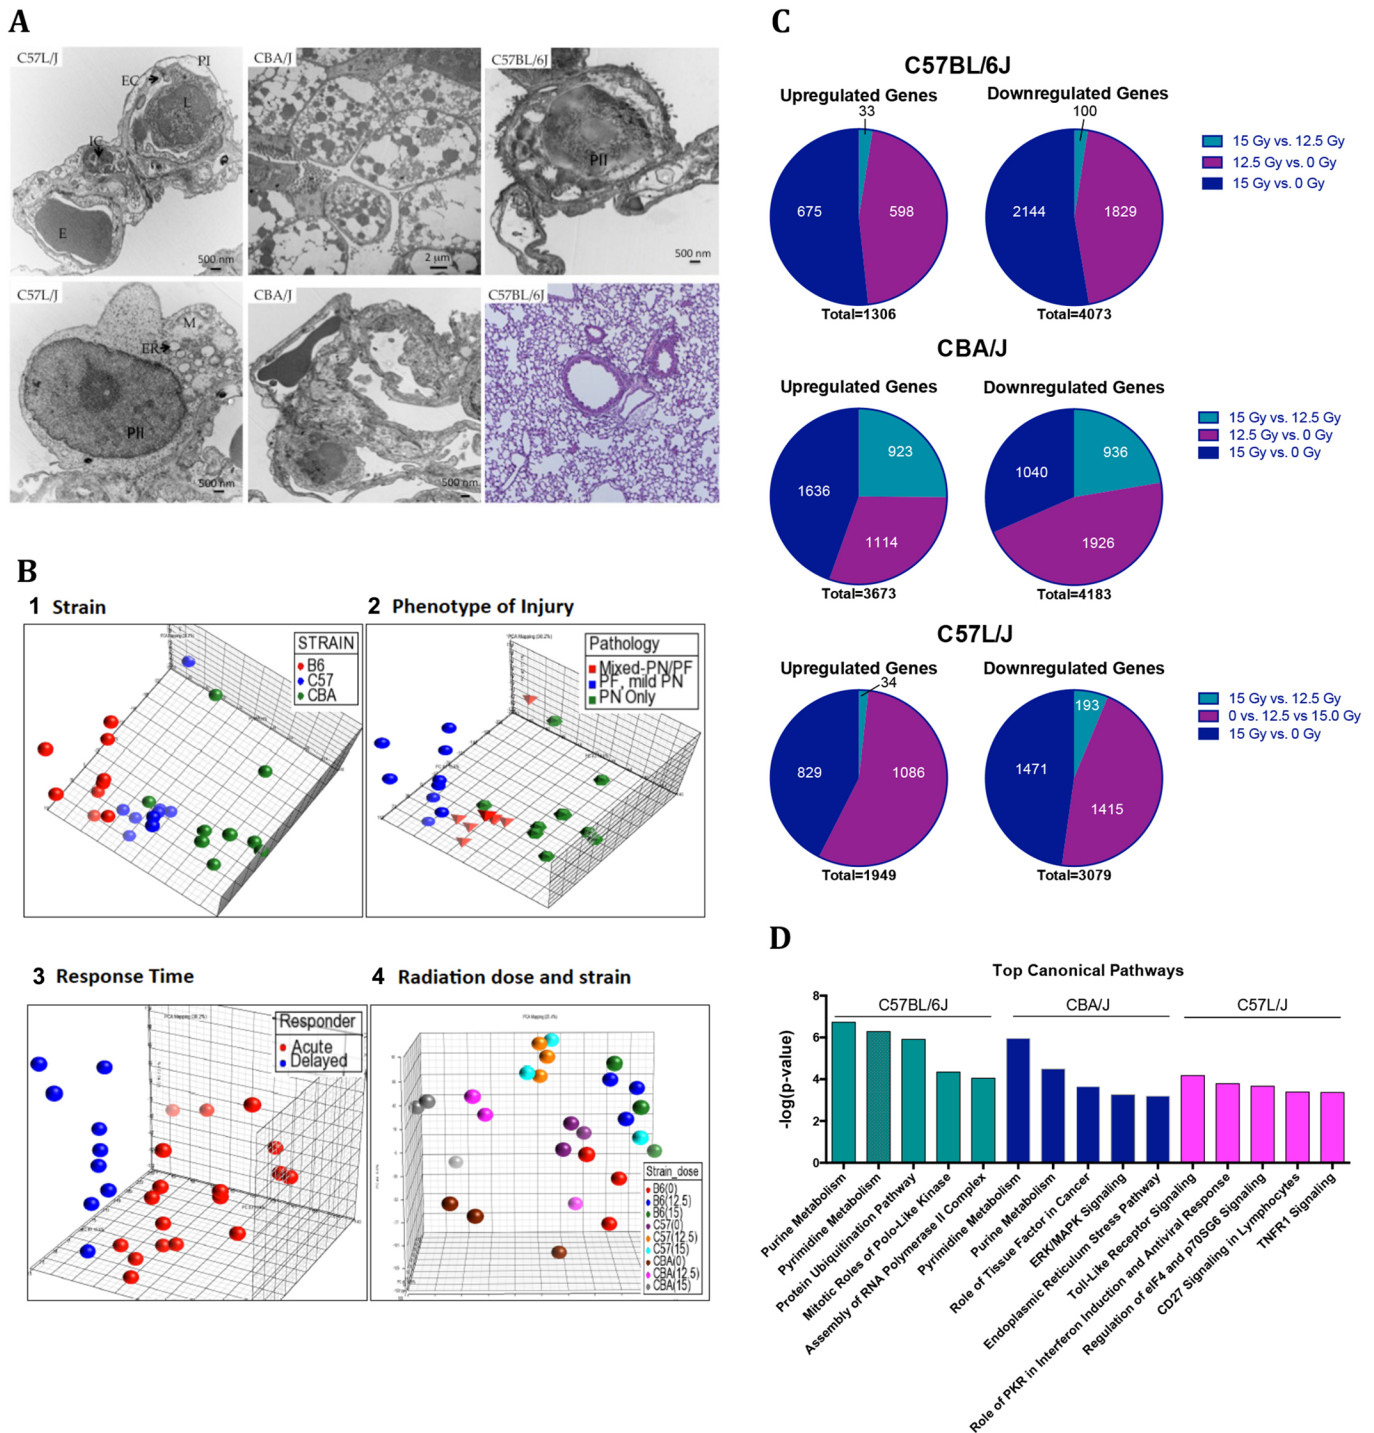 A
C57L/J
PI
EC
L
IC
E
500 nm
CBA/J
2 μm
C57BL/6J
PII
500 nm
C57L/J
M
ER
PII
500 nm
CBA/J
500 nm
C57BL/6J
B
1 Strain
STRAIN
B6
C57
CBA
2 Phenotype of Injury
Pathology
Mixed-PN/PF
PF, mild PN
PN Only
3 Response Time
Responder
Acute
Delayed
4 Radiation dose and strain
Strain_dose
B6(0)
B6(12.5)
B6(15)
C57(0)
C57(12.5)
C57(15)
CBA(0)
CBA(12.5)
CBA(15)
C
C57BL/6J
Upregulated Genes
33
675
598
Total=1306
Downregulated Genes
100
2144
1829
Total=4073
15 Gy vs. 12.5 Gy
12.5 Gy vs. 0 Gy
15 Gy vs. 0 Gy
CBA/J
Upregulated Genes
923
1636
1114
Total=3673
Downregulated Genes
936
1040
1926
Total=4183
15 Gy vs. 12.5 Gy
12.5 Gy vs. 0 Gy
15 Gy vs. 0 Gy
C57L/J
Upregulated Genes
34
829
1086
Total=1949
Downregulated Genes
193
1471
1415
Total=3079
15 Gy vs. 12.5 Gy
0 vs. 12.5 vs 15.0 Gy
15 Gy vs. 0 Gy
D
Top Canonical Pathways
C57BL/6J
CBA/J
C57L/J
-log(p-value)
8
6
4
2
0
Purine Metabolism
Pyrimidine Metabolism
Protein Ubiquitination Pathway
Mitotic Roles of Polo-Like Kinase
Assembly of RNA Polymerase II Complex
Pyrimidine Metabolism
Purine Metabolism
Role of Tissue Factor in Cancer
ERK/MAPK Signaling
Endoplasmic Reticulum Stress Pathway
Toll-Like Receptor Signaling
Role of PKR in Interferon Induction and Antiviral Response
Regulation of eIF4 and p70SG6 Signaling
CD27 Signaling in Lymphocytes
TNFR1 Signaling